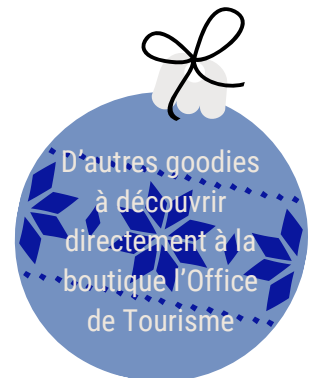 D'autres goodies
à découvrir
directement à la
boutique l'Office
de Tourisme